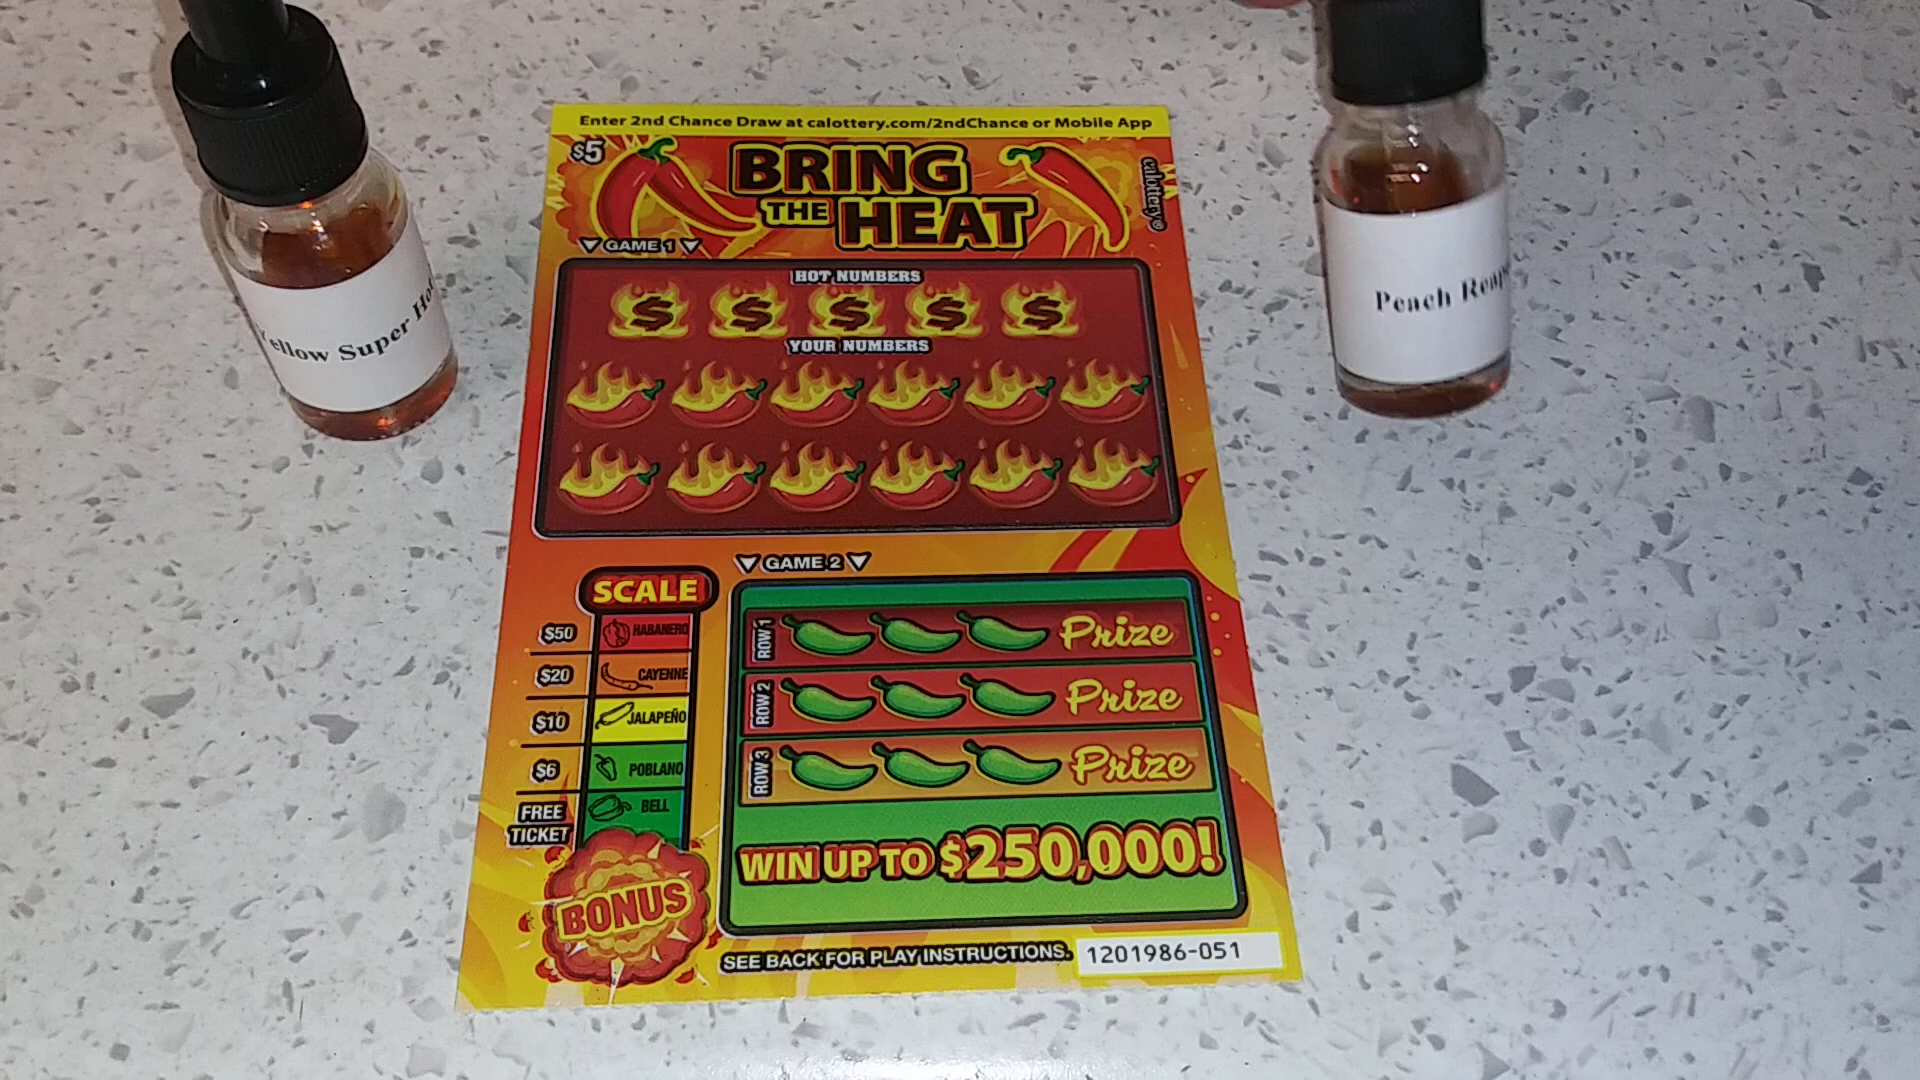 Enter 2nd Chance Draw at calottery.com/2ndChance or Mobile App
$5
BRING
THE HEAT
calottery
GAME 1
HOT NUMBERS
$ $ $ $ $
YOUR NUMBERS
GAME 2
SCALE
$50 HABANERO
$20 CAYENNE
$10 JALAPEÑO
$6 POBLANO
FREE TICKET BELL
BONUS
ROW 1 Prize
ROW 2 Prize
ROW 3 Prize
WIN UP TO $250,000!
SEE BACK FOR PLAY INSTRUCTIONS.
1201986-051
Yellow Super Hot
Peach